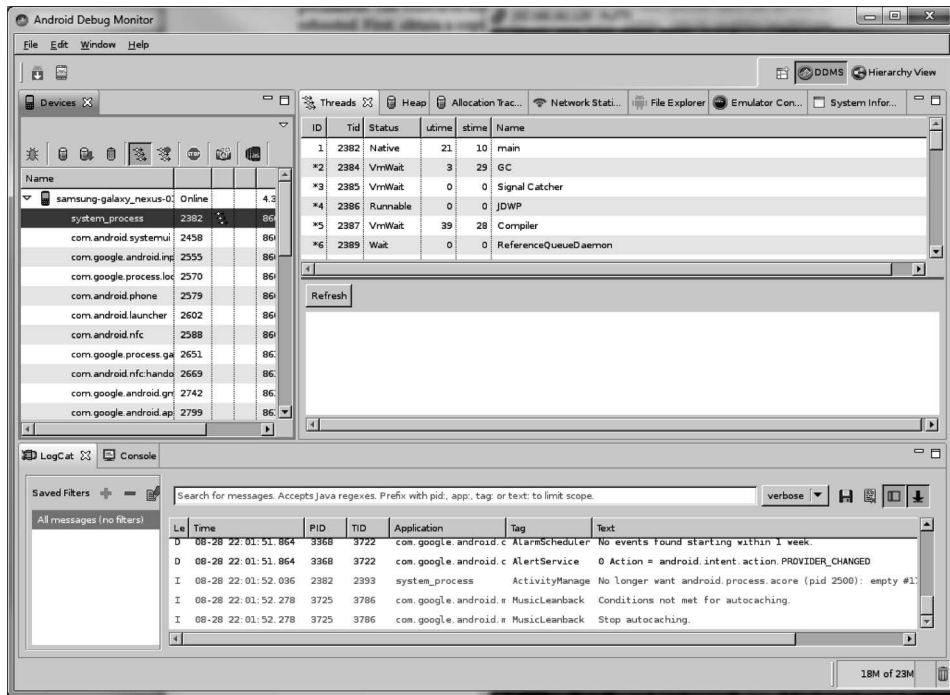 Android Debug Monitor
File Edit Window Help
DDMS Hierarchy View
Devices
Name
samsung-galaxy_nexus-0 Online 4.3
system_process 2382 86
com.android.systemui 2458 86
com.google.android.inp 2555 86
com.google.process.loc 2570 86
com.android.phone 2579 86
com.android.launcher 2602 86
com.android.nfc 2588 86
com.google.process.ga 2651 86
com.android.nfc:hando 2669 86
com.google.android.gm 2742 86
com.google.android.ap 2799 86
Threads Heap Allocation Trac... Network Stati... File Explorer Emulator Con... System Infor...
ID Tid Status utime stime Name
1 2382 Native 21 10 main
*2 2384 VmWait 3 29 GC
*3 2385 VmWait 0 0 Signal Catcher
*4 2386 Runnable 0 0 JDWP
*5 2387 VmWait 39 28 Compiler
*6 2389 Wait 0 0 ReferenceQueueDaemon
Refresh
LogCat Console
Saved Filters
All messages (no filters)
Search for messages. Accepts Java regexes. Prefix with pid:, app:, tag: or text: to limit scope.
verbose
Le Time PID TID Application Tag Text
D 08-28 22:01:51.864 3368 3722 com.google.android.c AlarmScheduler No events found starting within 1 week.
D 08-28 22:01:51.864 3368 3722 com.google.android.c AlertService 0 Action = android.intent.action.PROVIDER_CHANGED
I 08-28 22:01:52.036 2382 2393 system_process ActivityManage No longer want android.process.acore (pid 2500): empty #1
I 08-28 22:01:52.278 3725 3786 com.google.android.m MusicLeanback Conditions not met for autocaching.
I 08-28 22:01:52.278 3725 3786 com.google.android.m MusicLeanback Stop autocaching.
18M of 23M